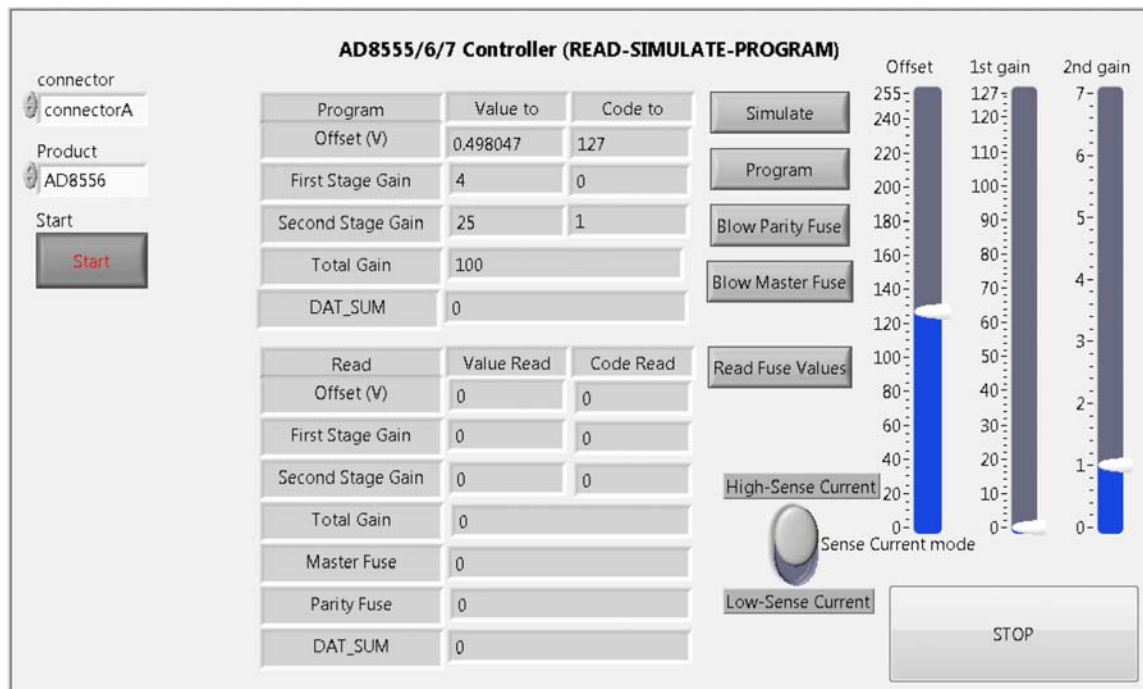 AD8555/6/7 Controller (READ-SIMULATE-PROGRAM)
connector
connectorA
Product
AD8556
Start
Start
Program Value to Code to
Offset (V) 0.498047 127
First Stage Gain 4 0
Second Stage Gain 25 1
Total Gain 100
DAT_SUM 0
Read Value Read Code Read
Offset (V) 0 0
First Stage Gain 0 0
Second Stage Gain 0 0
Total Gain 0
Master Fuse 0
Parity Fuse 0
DAT_SUM 0
Simulate
Program
Blow Parity Fuse
Blow Master Fuse
Read Fuse Values
High-Sense Current
Sense Current mode
Low-Sense Current
Offset
255
240
220
200
180
160
140
120
100
80
60
40
20
0
1st gain
127
120
110
100
90
80
70
60
50
40
30
20
10
0
2nd gain
7
6
5
4
3
2
1
0
STOP